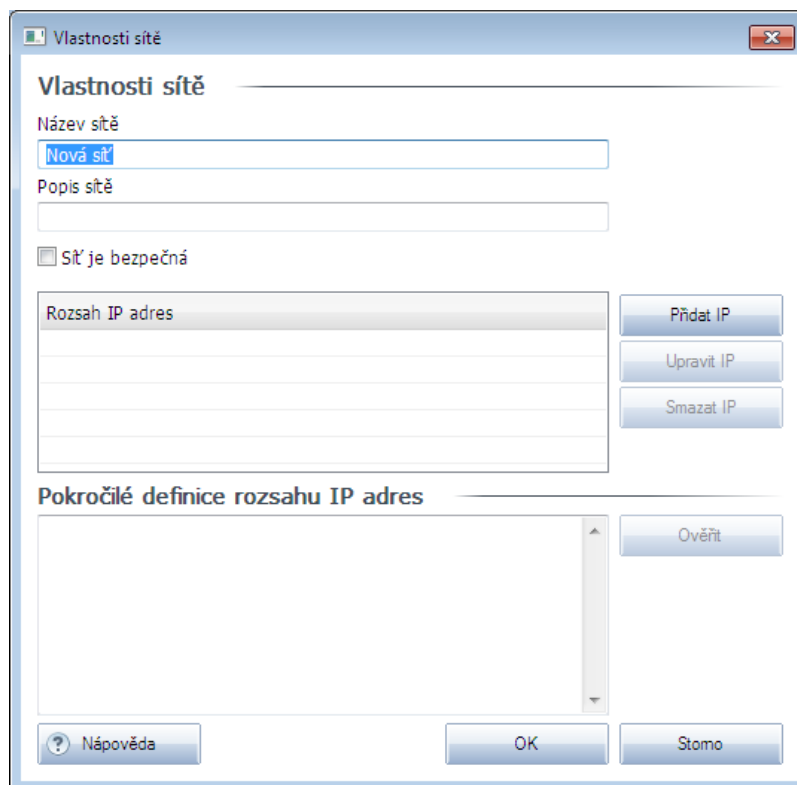 Vlastnosti sítě
Vlastnosti sítě
Název sítě
Nová síť
Popis sítě
Síť je bezpečná
Rozsah IP adres
Přidat IP
Upravit IP
Smazat IP
Pokročilé definice rozsahu IP adres
Ověřit
? Nápověda
OK
Storno